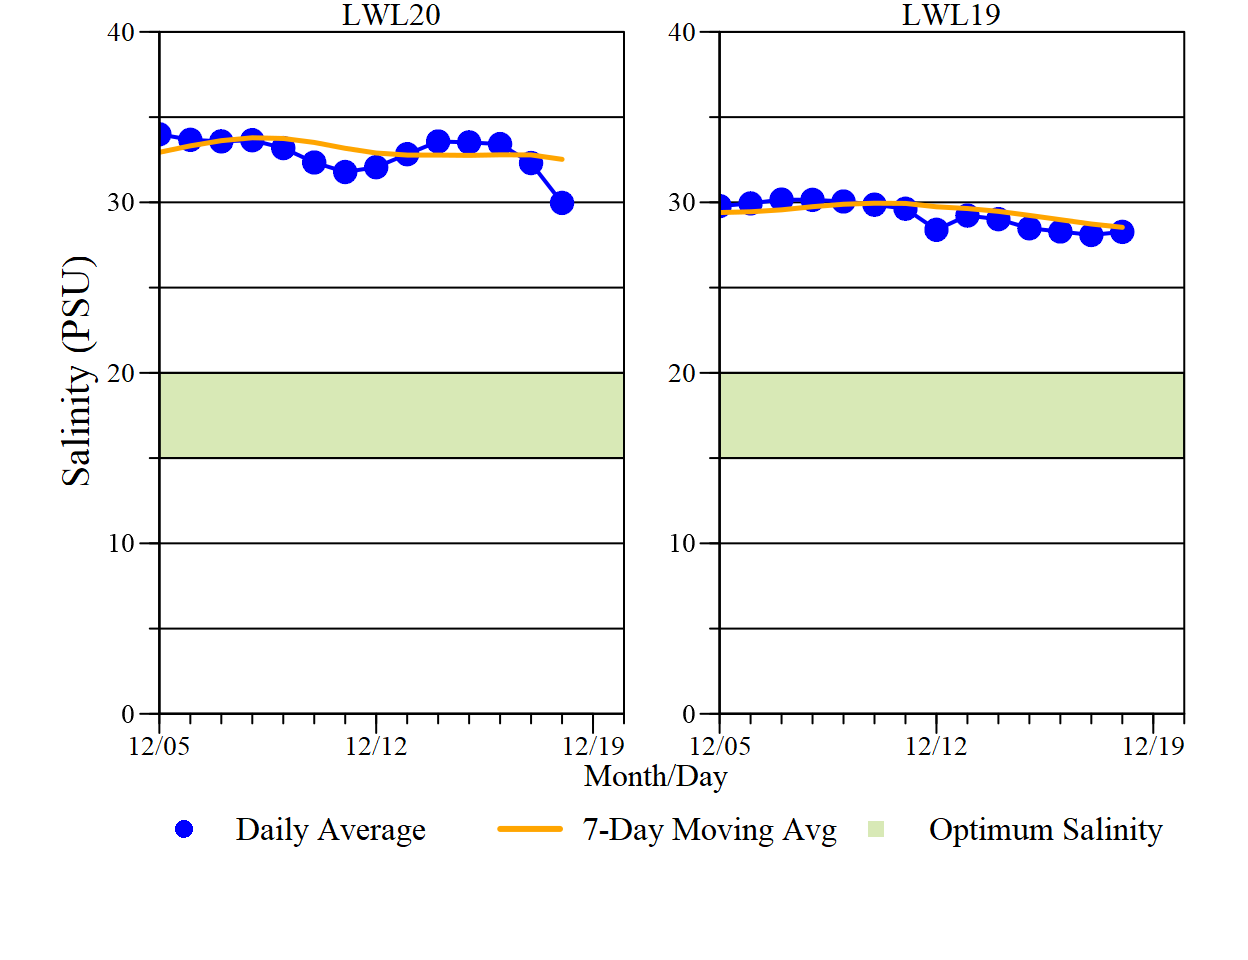 LWL20
LWL19
40
30
20
10
0
40
30
20
10
0
Salinity (PSU)
12/05
12/12
12/19
12/05
12/12
12/19
Month/Day
Daily Average
7-Day Moving Avg
Optimum Salinity